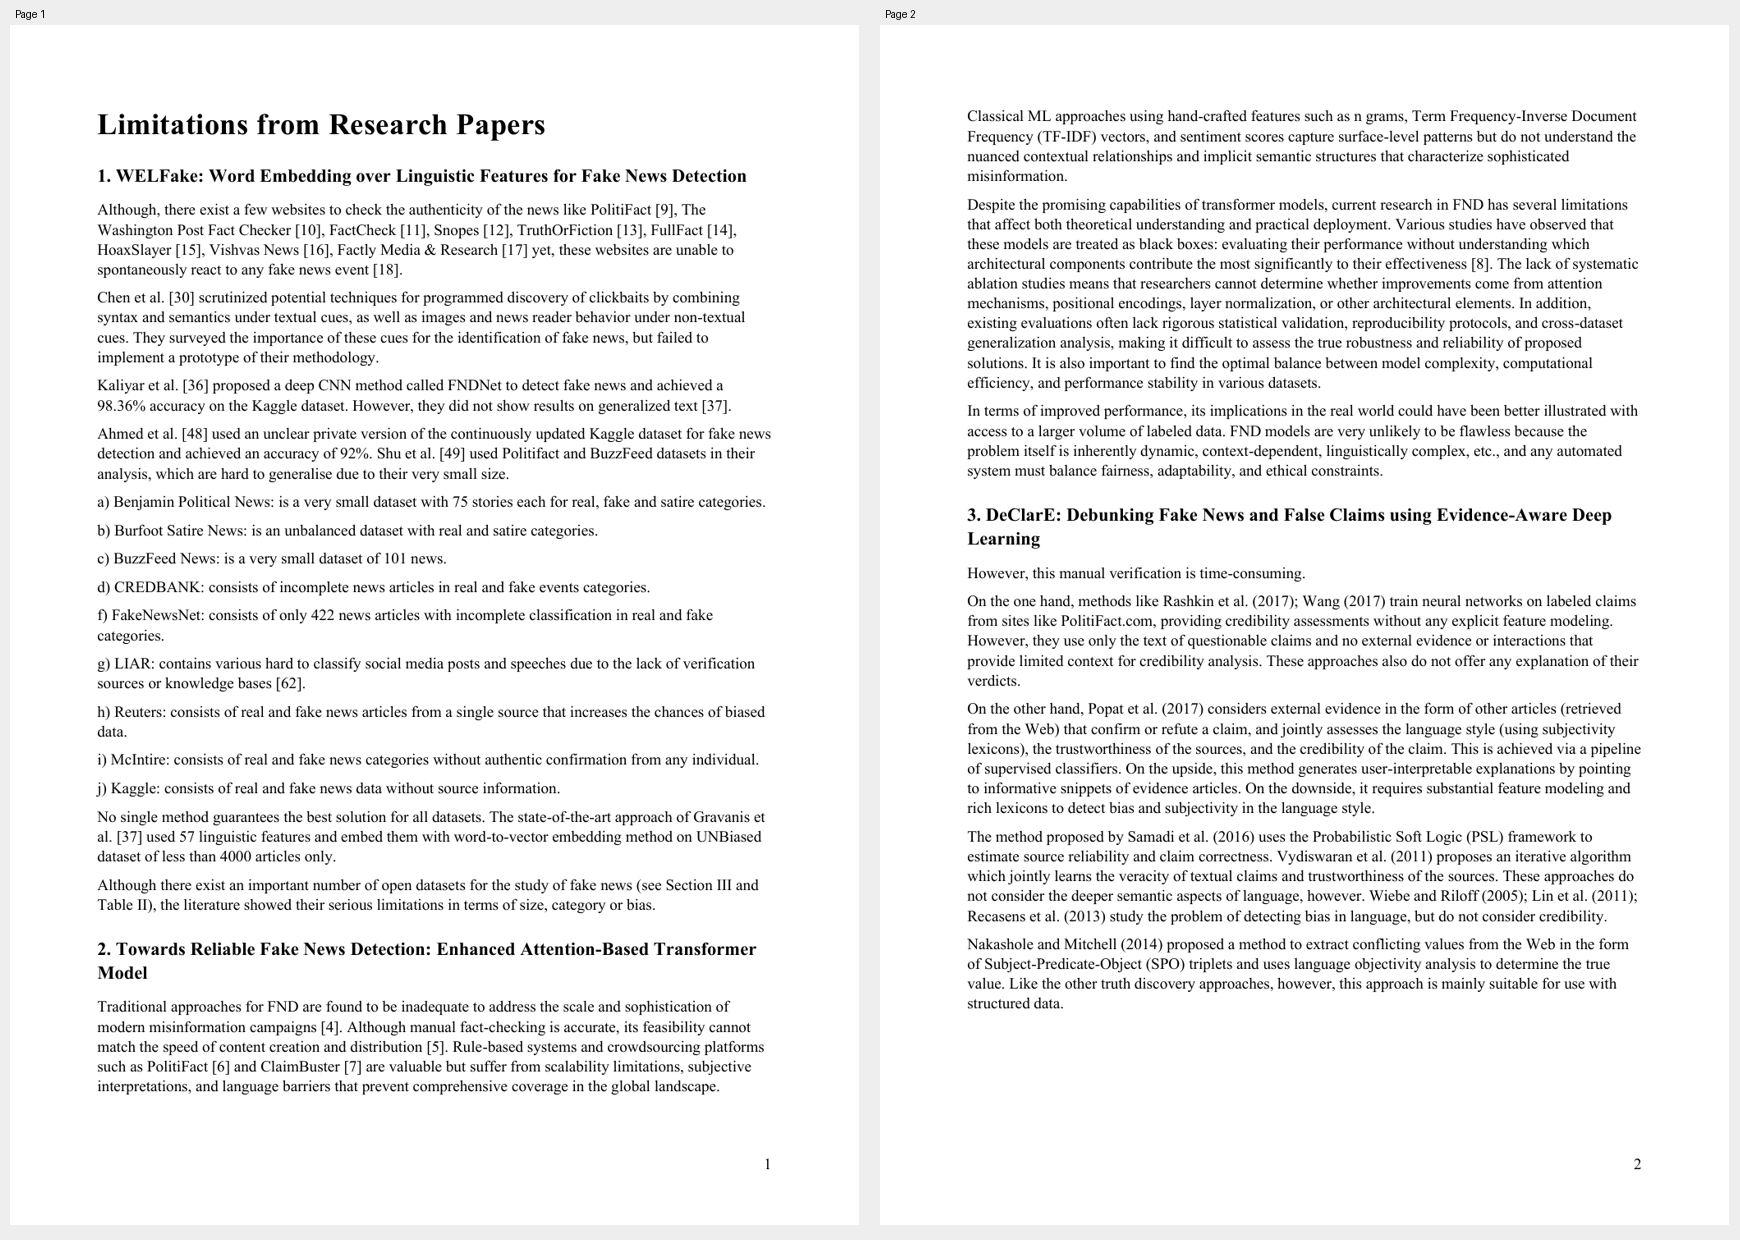 Page 1
Limitations from Research Papers
1. WELFake: Word Embedding over Linguistic Features for Fake News Detection
Although, there exist a few websites to check the authenticity of the news like PolitiFact [9], The
Washington Post Fact Checker [10], FactCheck [11], Snopes [12], TruthOrFiction [13], FullFact [14],
HoaxSlayer [15], Vishvas News [16], Factly Media & Research [17] yet, these websites are unable to
spontaneously react to any fake news event [18].
Chen et al. [30] scrutinized potential techniques for programmed discovery of clickbaits by combining
syntax and semantics under textual cues, as well as images and news reader behavior under non-textual
cues. They surveyed the importance of these cues for the identification of fake news, but failed to
implement a prototype of their methodology.
Kaliyar et al. [36] proposed a deep CNN method called FNDNet to detect fake news and achieved a
98.36% accuracy on the Kaggle dataset. However, they did not show results on generalized text [37].
Ahmed et al. [48] used an unclear private version of the continuously updated Kaggle dataset for fake news
detection and achieved an accuracy of 92%. Shu et al. [49] used Politifact and BuzzFeed datasets in their
analysis, which are hard to generalise due to their very small size.
a) Benjamin Political News: is a very small dataset with 75 stories each for real, fake and satire categories.
b) Burfoot Satire News: is an unbalanced dataset with real and satire categories.
c) BuzzFeed News: is a very small dataset of 101 news.
d) CREDBANK: consists of incomplete news articles in real and fake events categories.
f) FakeNewsNet: consists of only 422 news articles with incomplete classification in real and fake
categories.
g) LIAR: contains various hard to classify social media posts and speeches due to the lack of verification
sources or knowledge bases [62].
h) Reuters: consists of real and fake news articles from a single source that increases the chances of biased
data.
i) McIntire: consists of real and fake news categories without authentic confirmation from any individual.
j) Kaggle: consists of real and fake news data without source information.
No single method guarantees the best solution for all datasets. The state-of-the-art approach of Gravanis et
al. [37] used 57 linguistic features and embed them with word-to-vector embedding method on UNBiased
dataset of less than 4000 articles only.
Although there exist an important number of open datasets for the study of fake news (see Section III and
Table II), the literature showed their serious limitations in terms of size, category or bias.
2. Towards Reliable Fake News Detection: Enhanced Attention-Based Transformer
Model
Traditional approaches for FND are found to be inadequate to address the scale and sophistication of
modern misinformation campaigns [4]. Although manual fact-checking is accurate, its feasibility cannot
match the speed of content creation and distribution [5]. Rule-based systems and crowdsourcing platforms
such as PolitiFact [6] and ClaimBuster [7] are valuable but suffer from scalability limitations, subjective
interpretations, and language barriers that prevent comprehensive coverage in the global landscape.
1
Page 2
Classical ML approaches using hand-crafted features such as n grams, Term Frequency-Inverse Document
Frequency (TF-IDF) vectors, and sentiment scores capture surface-level patterns but do not understand the
nuanced contextual relationships and implicit semantic structures that characterize sophisticated
misinformation.
Despite the promising capabilities of transformer models, current research in FND has several limitations
that affect both theoretical understanding and practical deployment. Various studies have observed that
these models are treated as black boxes: evaluating their performance without understanding which
architectural components contribute the most significantly to their effectiveness [8]. The lack of systematic
ablation studies means that researchers cannot determine whether improvements come from attention
mechanisms, positional encodings, layer normalization, or other architectural elements. In addition,
existing evaluations often lack rigorous statistical validation, reproducibility protocols, and cross-dataset
generalization analysis, making it difficult to assess the true robustness and reliability of proposed
solutions. It is also important to find the optimal balance between model complexity, computational
efficiency, and performance stability in various datasets.
In terms of improved performance, its implications in the real world could have been better illustrated with
access to a larger volume of labeled data. FND models are very unlikely to be flawless because the
problem itself is inherently dynamic, context-dependent, linguistically complex, etc., and any automated
system must balance fairness, adaptability, and ethical constraints.
3. DeClarE: Debunking Fake News and False Claims using Evidence-Aware Deep
Learning
However, this manual verification is time-consuming.
On the one hand, methods like Rashkin et al. (2017); Wang (2017) train neural networks on labeled claims
from sites like PolitiFact.com, providing credibility assessments without any explicit feature modeling.
However, they use only the text of questionable claims and no external evidence or interactions that
provide limited context for credibility analysis. These approaches also do not offer any explanation of their
verdicts.
On the other hand, Popat et al. (2017) considers external evidence in the form of other articles (retrieved
from the Web) that confirm or refute a claim, and jointly assesses the language style (using subjectivity
lexicons), the trustworthiness of the sources, and the credibility of the claim. This is achieved via a pipeline
of supervised classifiers. On the upside, this method generates user-interpretable explanations by pointing
to informative snippets of evidence articles. On the downside, it requires substantial feature modeling and
rich lexicons to detect bias and subjectivity in the language style.
The method proposed by Samadi et al. (2016) uses the Probabilistic Soft Logic (PSL) framework to
estimate source reliability and claim correctness. Vydiswaran et al. (2011) proposes an iterative algorithm
which jointly learns the veracity of textual claims and trustworthiness of the sources. These approaches do
not consider the deeper semantic aspects of language, however. Wiebe and Riloff (2005); Lin et al. (2011);
Recasens et al. (2013) study the problem of detecting bias in language, but do not consider credibility.
Nakashole and Mitchell (2014) proposed a method to extract conflicting values from the Web in the form
of Subject-Predicate-Object (SPO) triplets and uses language objectivity analysis to determine the true
value. Like the other truth discovery approaches, however, this approach is mainly suitable for use with
structured data.
2